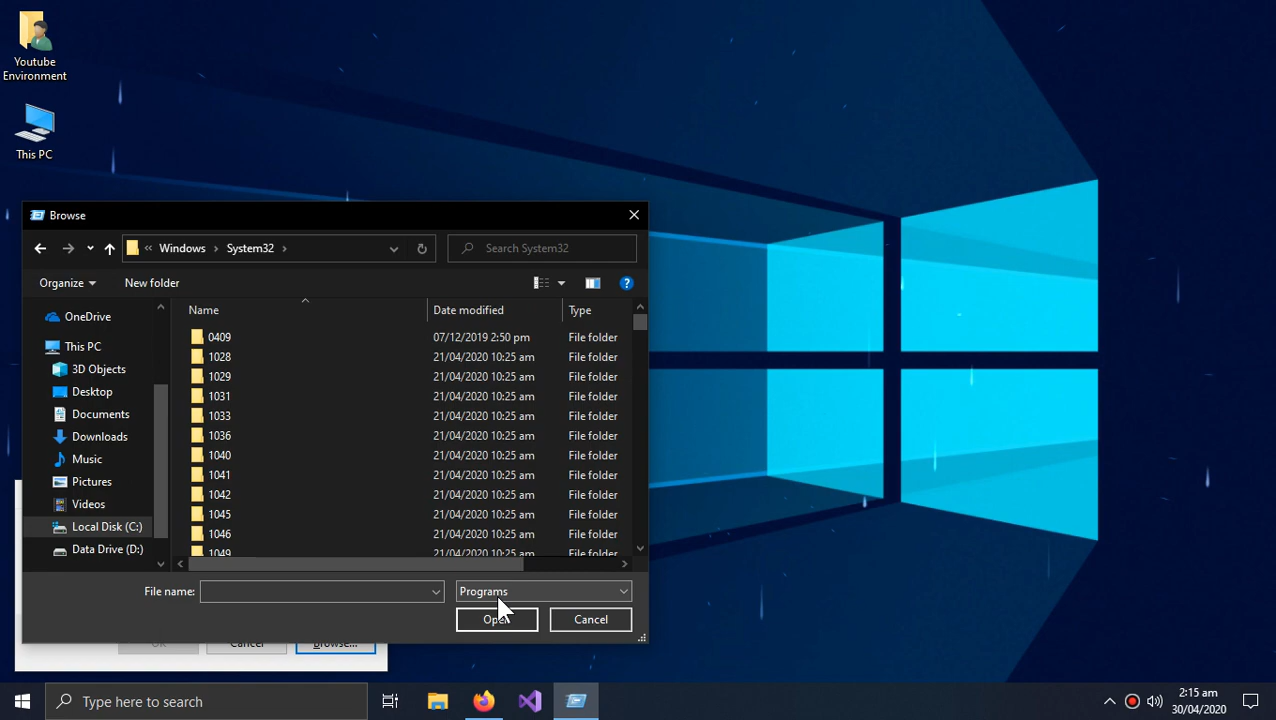 Youtube
Environment
This PC
Browse
Windows
System32
Search System32
Organize
New folder
Name
Date modified
Type
OneDrive
This PC
3D Objects
Desktop
Documents
Downloads
Music
Pictures
Videos
Local Disk (C:)
Data Drive (D:)
0409 07/12/2019 2:50 pm File folder
1028 21/04/2020 10:25 am File folder
1029 21/04/2020 10:25 am File folder
1031 21/04/2020 10:25 am File folder
1033 21/04/2020 10:25 am File folder
1036 21/04/2020 10:25 am File folder
1040 21/04/2020 10:25 am File folder
1041 21/04/2020 10:25 am File folder
1042 21/04/2020 10:25 am File folder
1045 21/04/2020 10:25 am File folder
1046 21/04/2020 10:25 am File folder
1049 21/04/2020 10:25 am File folder
File name:
Programs
Open
Cancel
OK
Cancel
Browse...
Type here to search
2:15 am
30/04/2020